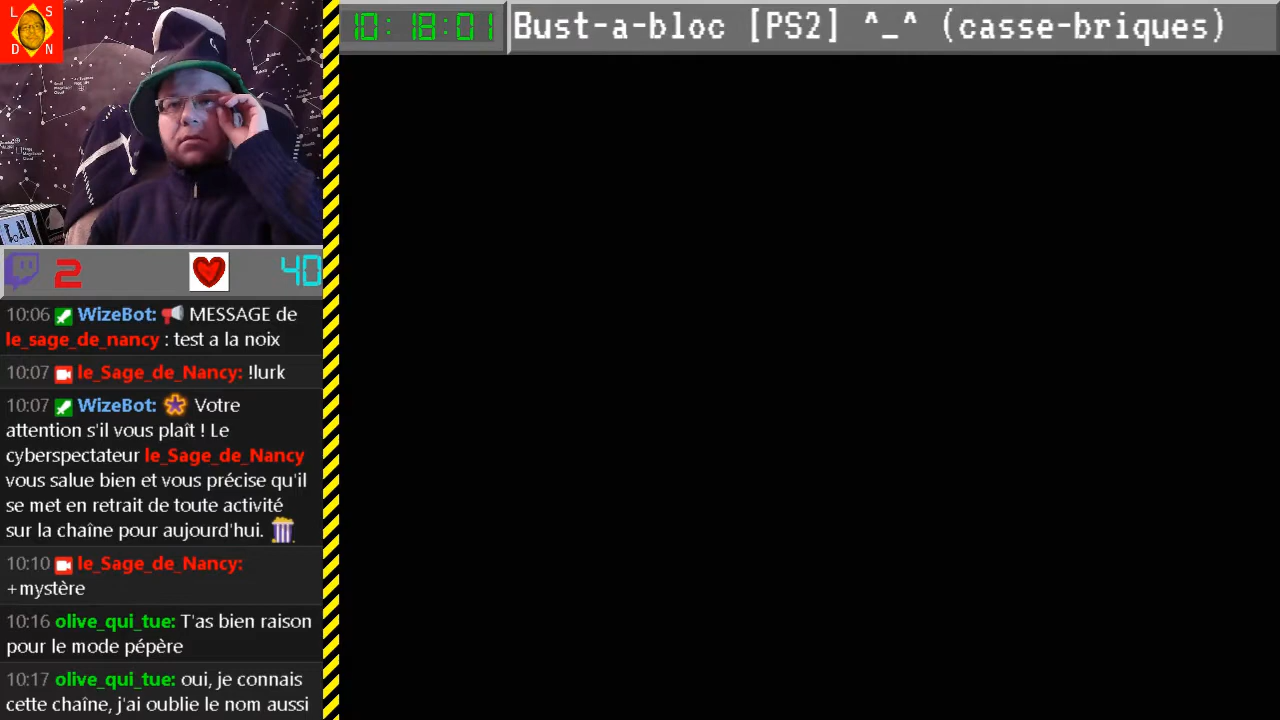 L S
D N
10:18:01 Bust-a-bloc [PS2] ^_^ (casse-briques)
2 40
10:06 WizeBot: MESSAGE de
le_sage_de_nancy : test a la noix
10:07 le_Sage_de_Nancy: !lurk
10:07 WizeBot: Votre
attention s'il vous plaît ! Le
cyberspectateur le_Sage_de_Nancy
vous salue bien et vous précise qu'il
se met en retrait de toute activité
sur la chaîne pour aujourd'hui.
10:10 le_Sage_de_Nancy:
+mystère
10:16 olive_qui_tue: T'as bien raison
pour le mode pépère
10:17 olive_qui_tue: oui, je connais
cette chaîne, j'ai oublie le nom aussi